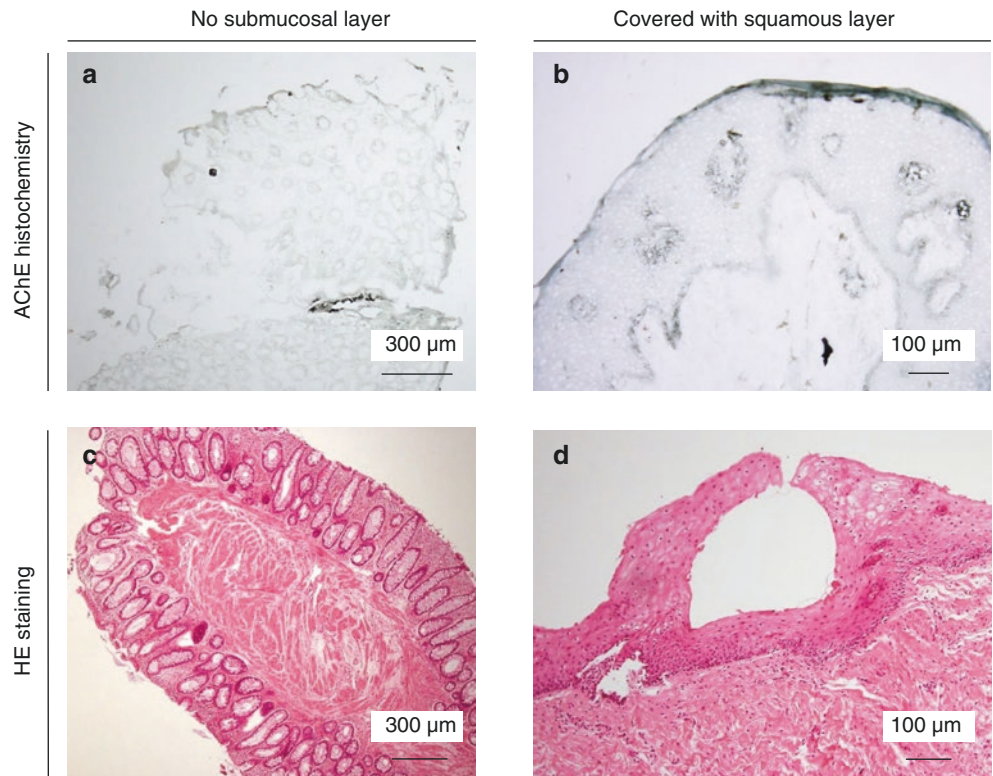 No submucosal layer
Covered with squamous layer
AChE histochemistry
a
300 µm
b
100 µm
HE staining
c
300 µm
d
100 µm